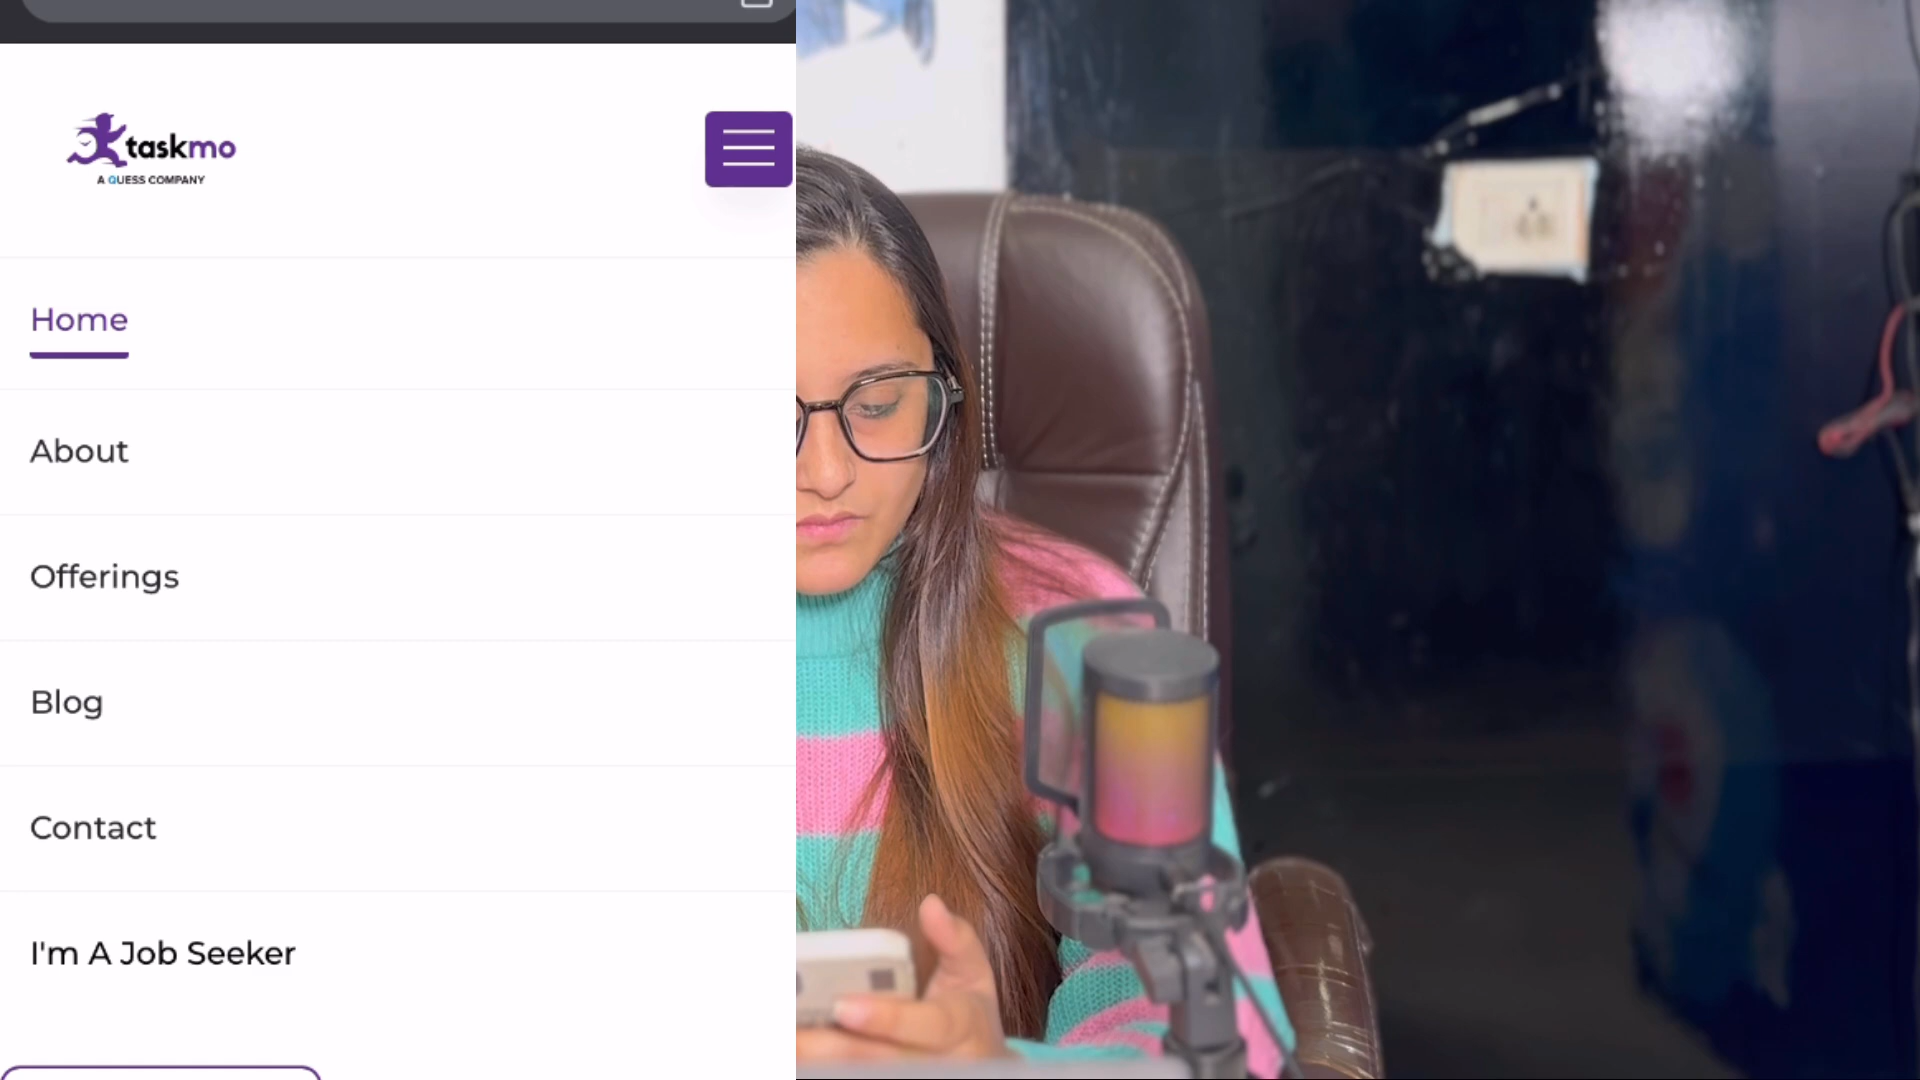 taskmo
A QUESS COMPANY
Home
About
Offerings
Blog
Contact
I'm A Job Seeker